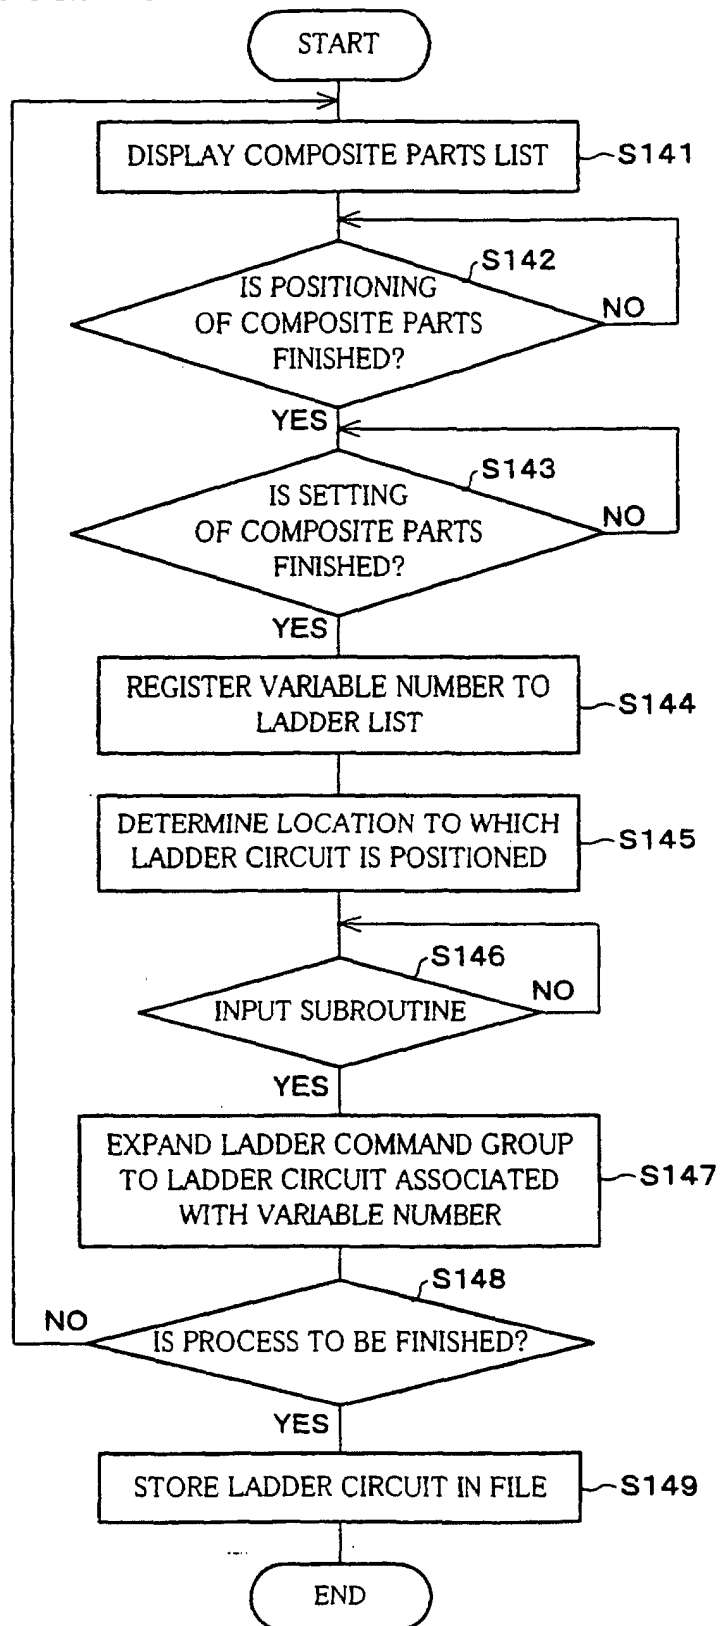 START
DISPLAY COMPOSITE PARTS LIST
S141
S142
IS POSITIONING
OF COMPOSITE PARTS
FINISHED?
NO
YES
S143
IS SETTING
OF COMPOSITE PARTS
FINISHED?
NO
YES
REGISTER VARIABLE NUMBER TO
LADDER LIST
S144
DETERMINE LOCATION TO WHICH
LADDER CIRCUIT IS POSITIONED
S145
S146
INPUT SUBROUTINE
NO
YES
EXPAND LADDER COMMAND GROUP
TO LADDER CIRCUIT ASSOCIATED
WITH VARIABLE NUMBER
S147
S148
NO
IS PROCESS TO BE FINISHED?
YES
STORE LADDER CIRCUIT IN FILE
S149
END